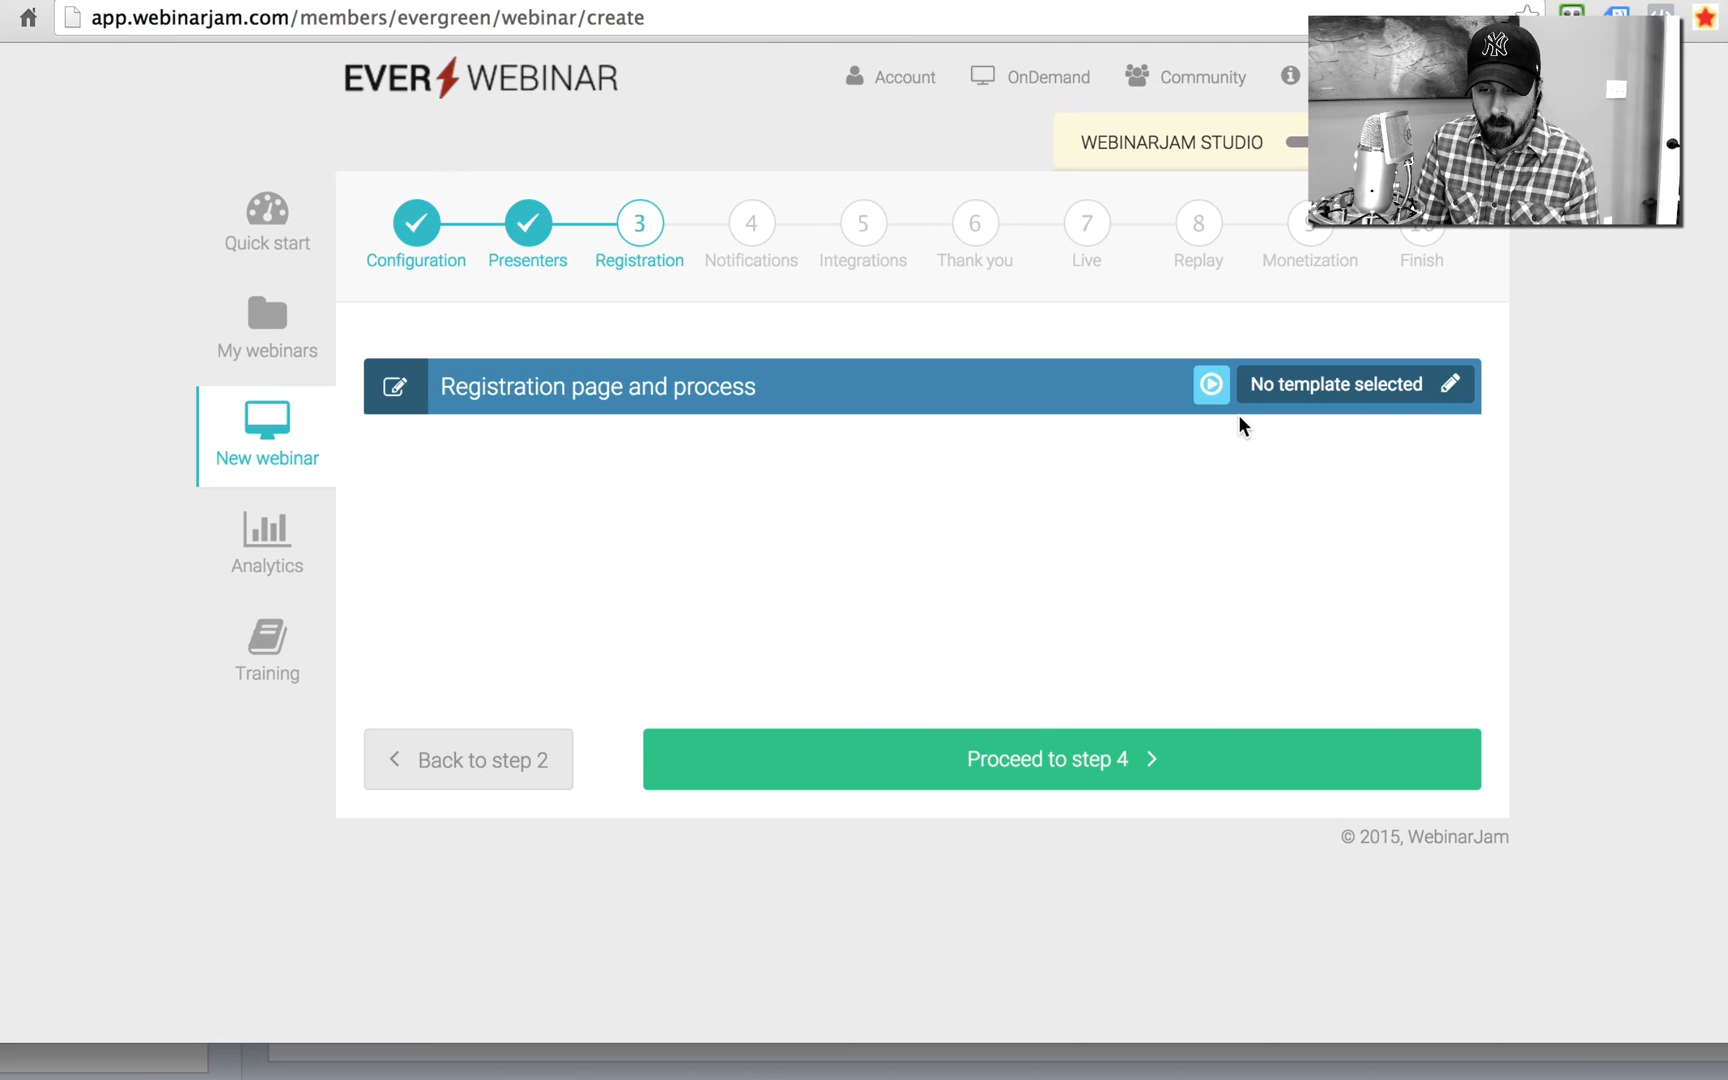 app.webinarjam.com/members/evergreen/webinar/create
EVER WEBINAR
Account
OnDemand
Community
WEBINARJAM STUDIO
Quick start
My webinars
New webinar
Analytics
Training
3 4 5 6 7 8
Configuration Presenters Registration Notifications Integrations Thank you Live Replay Monetization Finish
Registration page and process
No template selected
Back to step 2
Proceed to step 4
© 2015, WebinarJam